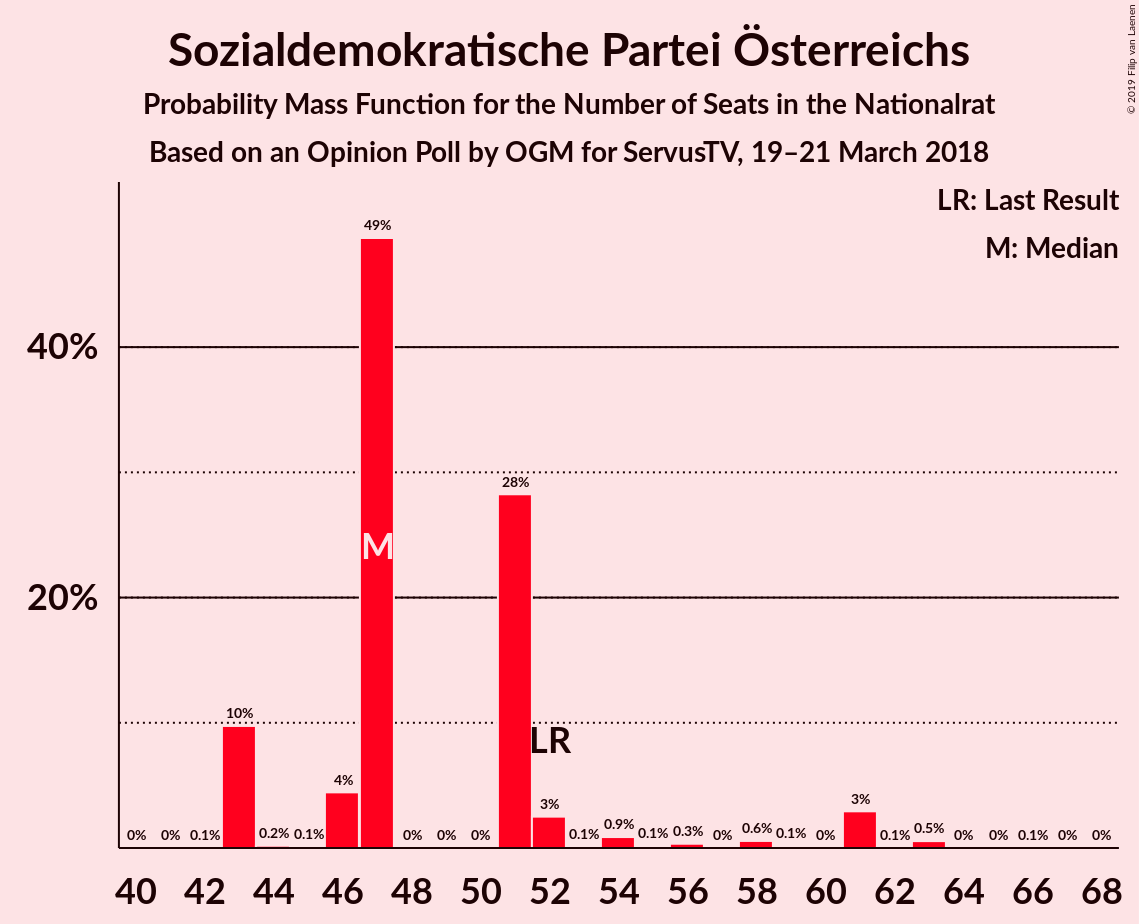 Sozialdemokratische Partei Österreichs
Probability Mass Function for the Number of Seats in the Nationalrat
Based on an Opinion Poll by OGM for ServusTV, 19–21 March 2018
© 2019 Filip van Laenen
LR: Last Result
M: Median
40%
20%
0% 0% 0.1% 10% 0.2% 0.1% 4% 49% 0% 0% 0% 28% 3% 0.1% 0.9% 0.1% 0.3% 0% 0.6% 0.1% 0% 3% 0.1% 0.5% 0% 0% 0.1% 0% 0%
M
LR
40 42 44 46 48 50 52 54 56 58 60 62 64 66 68